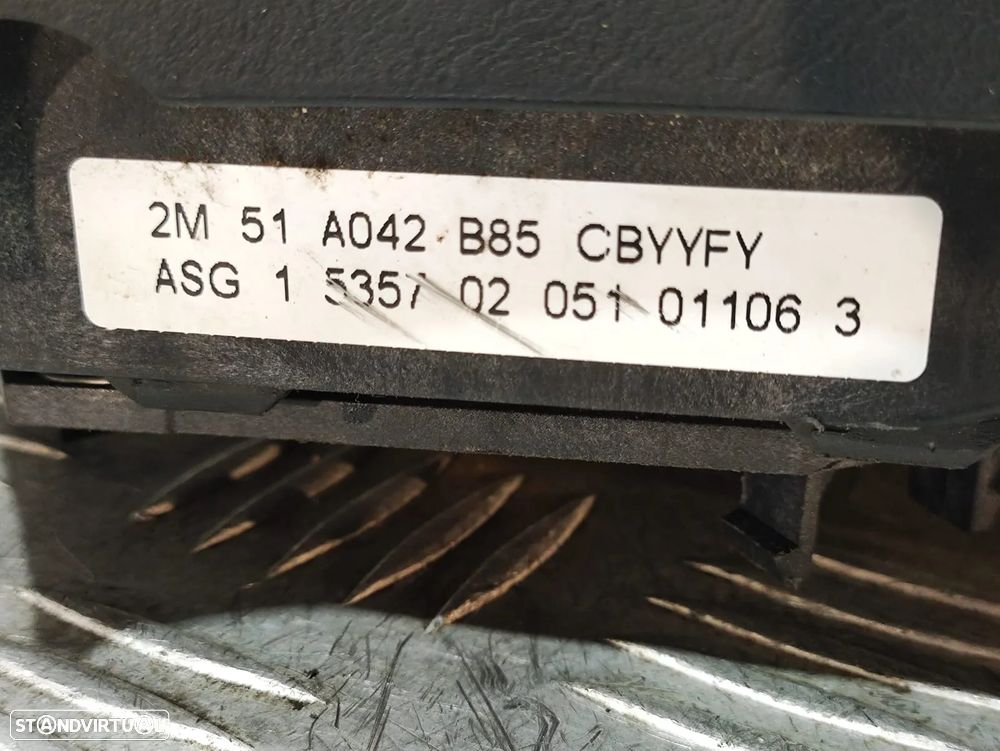 2M 51 A042 B85 CBYYFY
ASG 1 5357 02 051 01106 3
STANDVIRTUAL